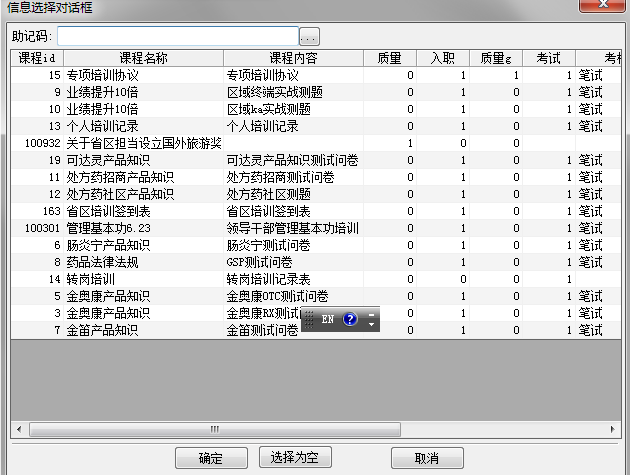 信息选择对话框
助记码: ...
课程id 课程名称 课程内容 质量 入职 质量g 考试
15 专项培训协议 专项培训协议 0 1 1 1 笔试
9 业绩提升10倍 区域终端实战测题 0 1 0 1 笔试
10 业绩提升10倍 区域ka实战测题 0 1 0 1 笔试
13 个人培训记录 个人培训记录 0 1 0 1 笔试
100932 关于省区担当设立国外旅游奖 1 0 0
19 可达灵产品知识 可达灵产品知识测试问卷 0 1 0 1 笔试
11 处方药招商产品知识 处方药招商测试问卷 0 1 0 1 笔试
12 处方药社区产品知识 处方药社区测题 0 1 0 1 笔试
163 省区培训签到表 省区培训签到表 0 1 0 1 笔试
100301 管理基本功6.23 领导干部管理基本功培训 0 1 0 1 笔试
6 肠炎宁产品知识 肠炎宁测试问卷 0 1 0 1 笔试
8 药品法律法规 GSP测试问卷 0 1 0 1 笔试
14 转岗培训 转岗培训记录表 0 0 0 1
5 金奥康产品知识 金奥康OTC测试问卷 0 1 0 1 笔试
3 金奥康产品知识 金奥康RX测试 0 1 0 1 笔试
EN ?
7 金笛产品知识 金笛测试问卷 0 1 0 1 笔试
确定 选择为空 取消